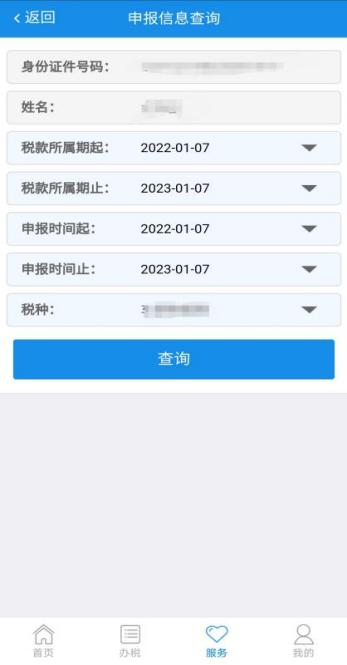 返回 申报信息查询
身份证件号码：
姓名：
税款所属期起： 2022-01-07
税款所属期止： 2023-01-07
申报时间起： 2022-01-07
申报时间止： 2023-01-07
税种：
查询
首页 办税 服务 我的